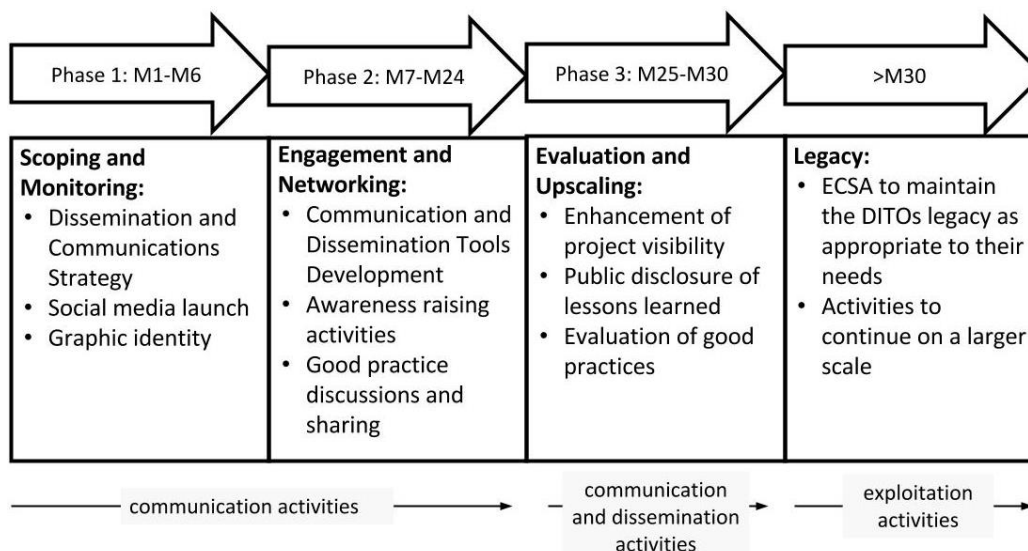 Phase 1: M1-M6
Phase 2: M7-M24
Phase 3: M25-M30
>M30
Scoping and
Monitoring:
• Dissemination and
Communications
Strategy
• Social media launch
• Graphic identity
Engagement and
Networking:
• Communication and
Dissemination Tools
Development
• Awareness raising
activities
• Good practice
discussions and
sharing
Evaluation and
Upscaling:
• Enhancement of
project visibility
• Public disclosure of
lessons learned
• Evaluation of good
practices
Legacy:
• ECSA to maintain
the DITOs legacy as
appropriate to their
needs
• Activities to
continue on a larger
scale
communication activities
communication
and dissemination
activities
exploitation
activities